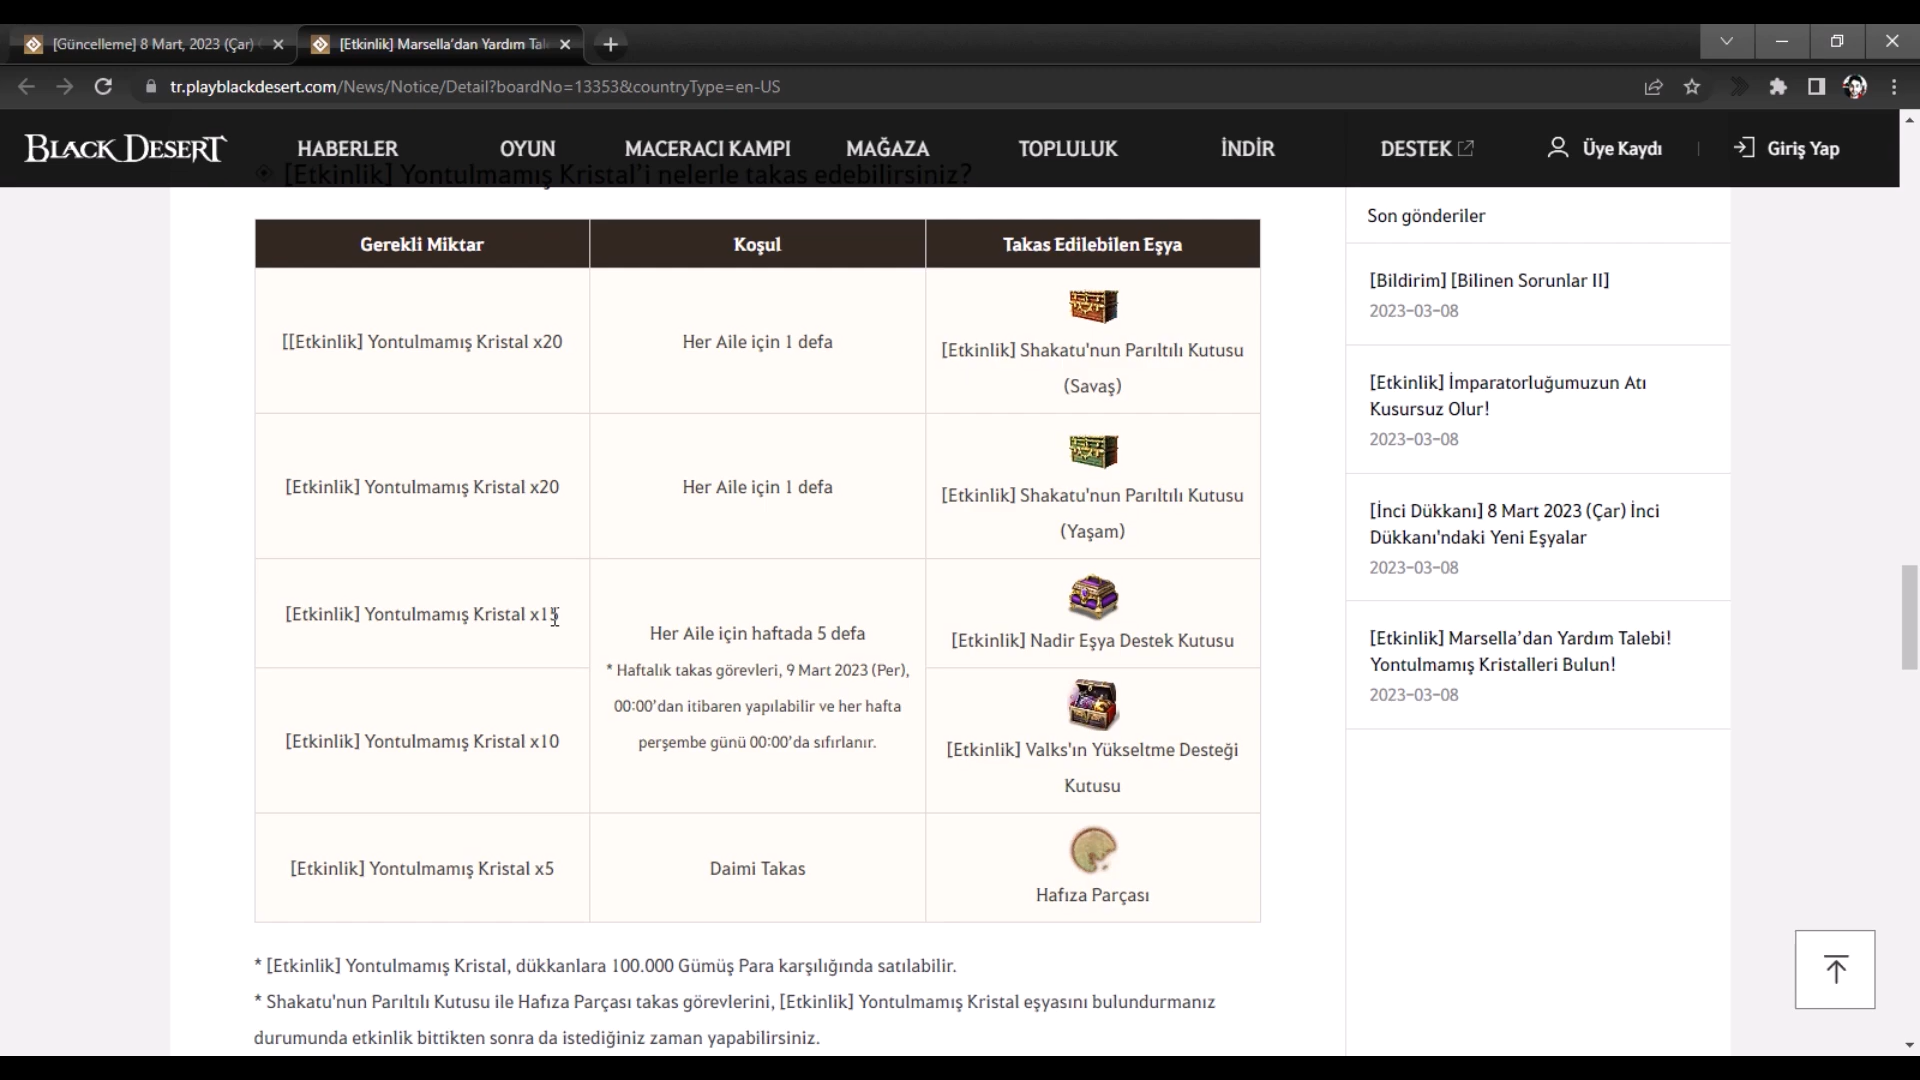 [Güncelleme] 8 Mart, 2023 (Çar)
[Etkinlik] Marsella'dan Yardım Tal
tr.playblackdesert.com/News/Notice/Detail?boardNo=13353&countryType=en-US
BLACK DESERT
HABERLER
OYUN
MACERACI KAMPI
MAĞAZA
TOPLULUK
İNDİR
DESTEK
Üye Kaydı
Giriş Yap
[Etkinlik] Yontulmamış Kristal'i nelerle takas edebilirsiniz?
Gerekli Miktar
Koşul
Takas Edilebilen Eşya
[[Etkinlik] Yontulmamış Kristal x20
Her Aile için 1 defa
[Etkinlik] Shakatu'nun Parıltılı Kutusu
(Savaş)
[Etkinlik] Yontulmamış Kristal x20
Her Aile için 1 defa
[Etkinlik] Shakatu'nun Parıltılı Kutusu
(Yaşam)
[Etkinlik] Yontulmamış Kristal x15
Her Aile için haftada 5 defa
* Haftalık takas görevleri, 9 Mart 2023 (Per),
00:00'dan itibaren yapılabilir ve her hafta
perşembe günü 00:00'da sıfırlanır.
[Etkinlik] Nadir Eşya Destek Kutusu
[Etkinlik] Yontulmamış Kristal x10
[Etkinlik] Valks'ın Yükseltme Desteği
Kutusu
[Etkinlik] Yontulmamış Kristal x5
Daimi Takas
Hafıza Parçası
* [Etkinlik] Yontulmamış Kristal, dükkanlara 100.000 Gümüş Para karşılığında satılabilir.
* Shakatu'nun Parıltılı Kutusu ile Hafıza Parçası takas görevlerini, [Etkinlik] Yontulmamış Kristal eşyasını bulundurmanız
durumunda etkinlik bittikten sonra da istediğiniz zaman yapabilirsiniz.
Son gönderiler
[Bildirim] [Bilinen Sorunlar II]
2023-03-08
[Etkinlik] İmparatorluğumuzun Atı
Kusursuz Olur!
2023-03-08
[İnci Dükkanı] 8 Mart 2023 (Çar) İnci
Dükkanı'ndaki Yeni Eşyalar
2023-03-08
[Etkinlik] Marsella'dan Yardım Talebi!
Yontulmamış Kristalleri Bulun!
2023-03-08